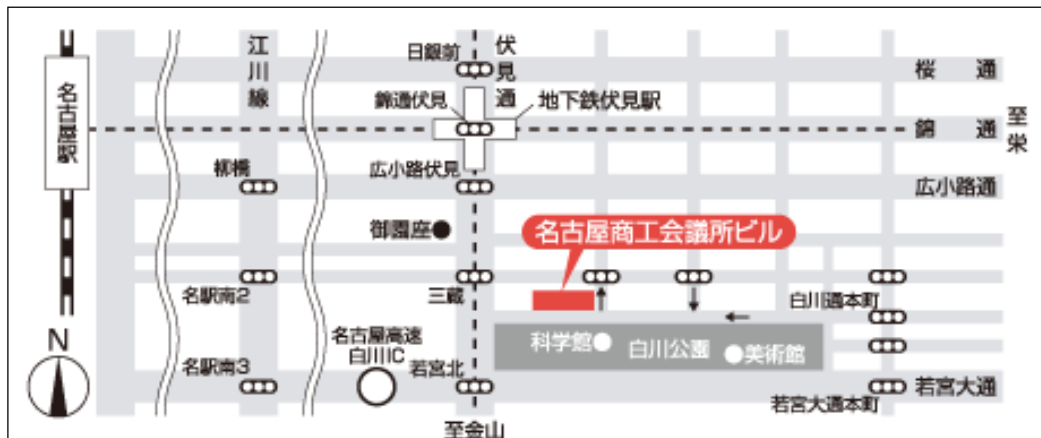 日銀前
伏見通
江川線
桜　通
名古屋駅
錦通伏見
地下鉄伏見駅
錦　通
至栄
柳橋
広小路伏見
広小路通
御園座●
名古屋商工会議所ビル
名駅南2
三蔵
白川通本町
名古屋高速
白川IC
科学館●
白川公園
●美術館
N
名駅南3
若宮北
若宮大通
若宮大通本町
至金山